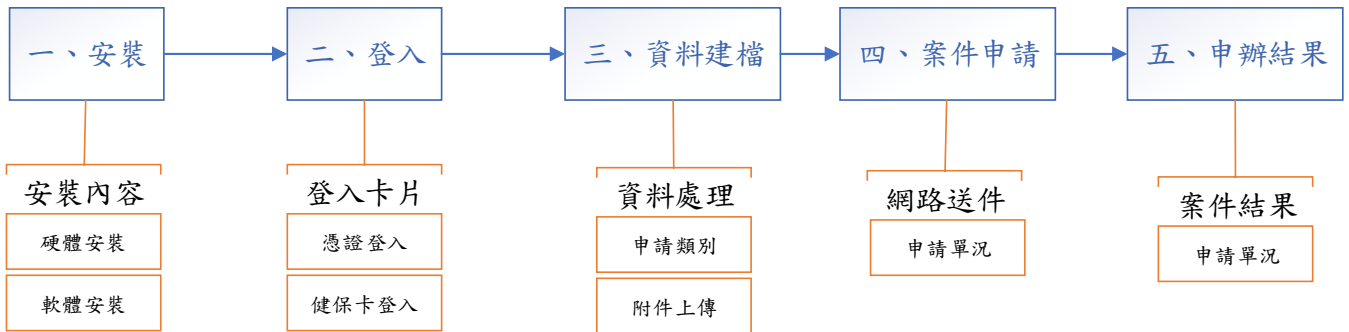 一、安裝
二、登入
三、資料建檔
四、案件申請
五、申辦結果
安裝內容
硬體安裝
軟體安裝
登入卡片
憑證登入
健保卡登入
資料處理
申請類別
附件上傳
網路送件
申請單況
案件結果
申請單況